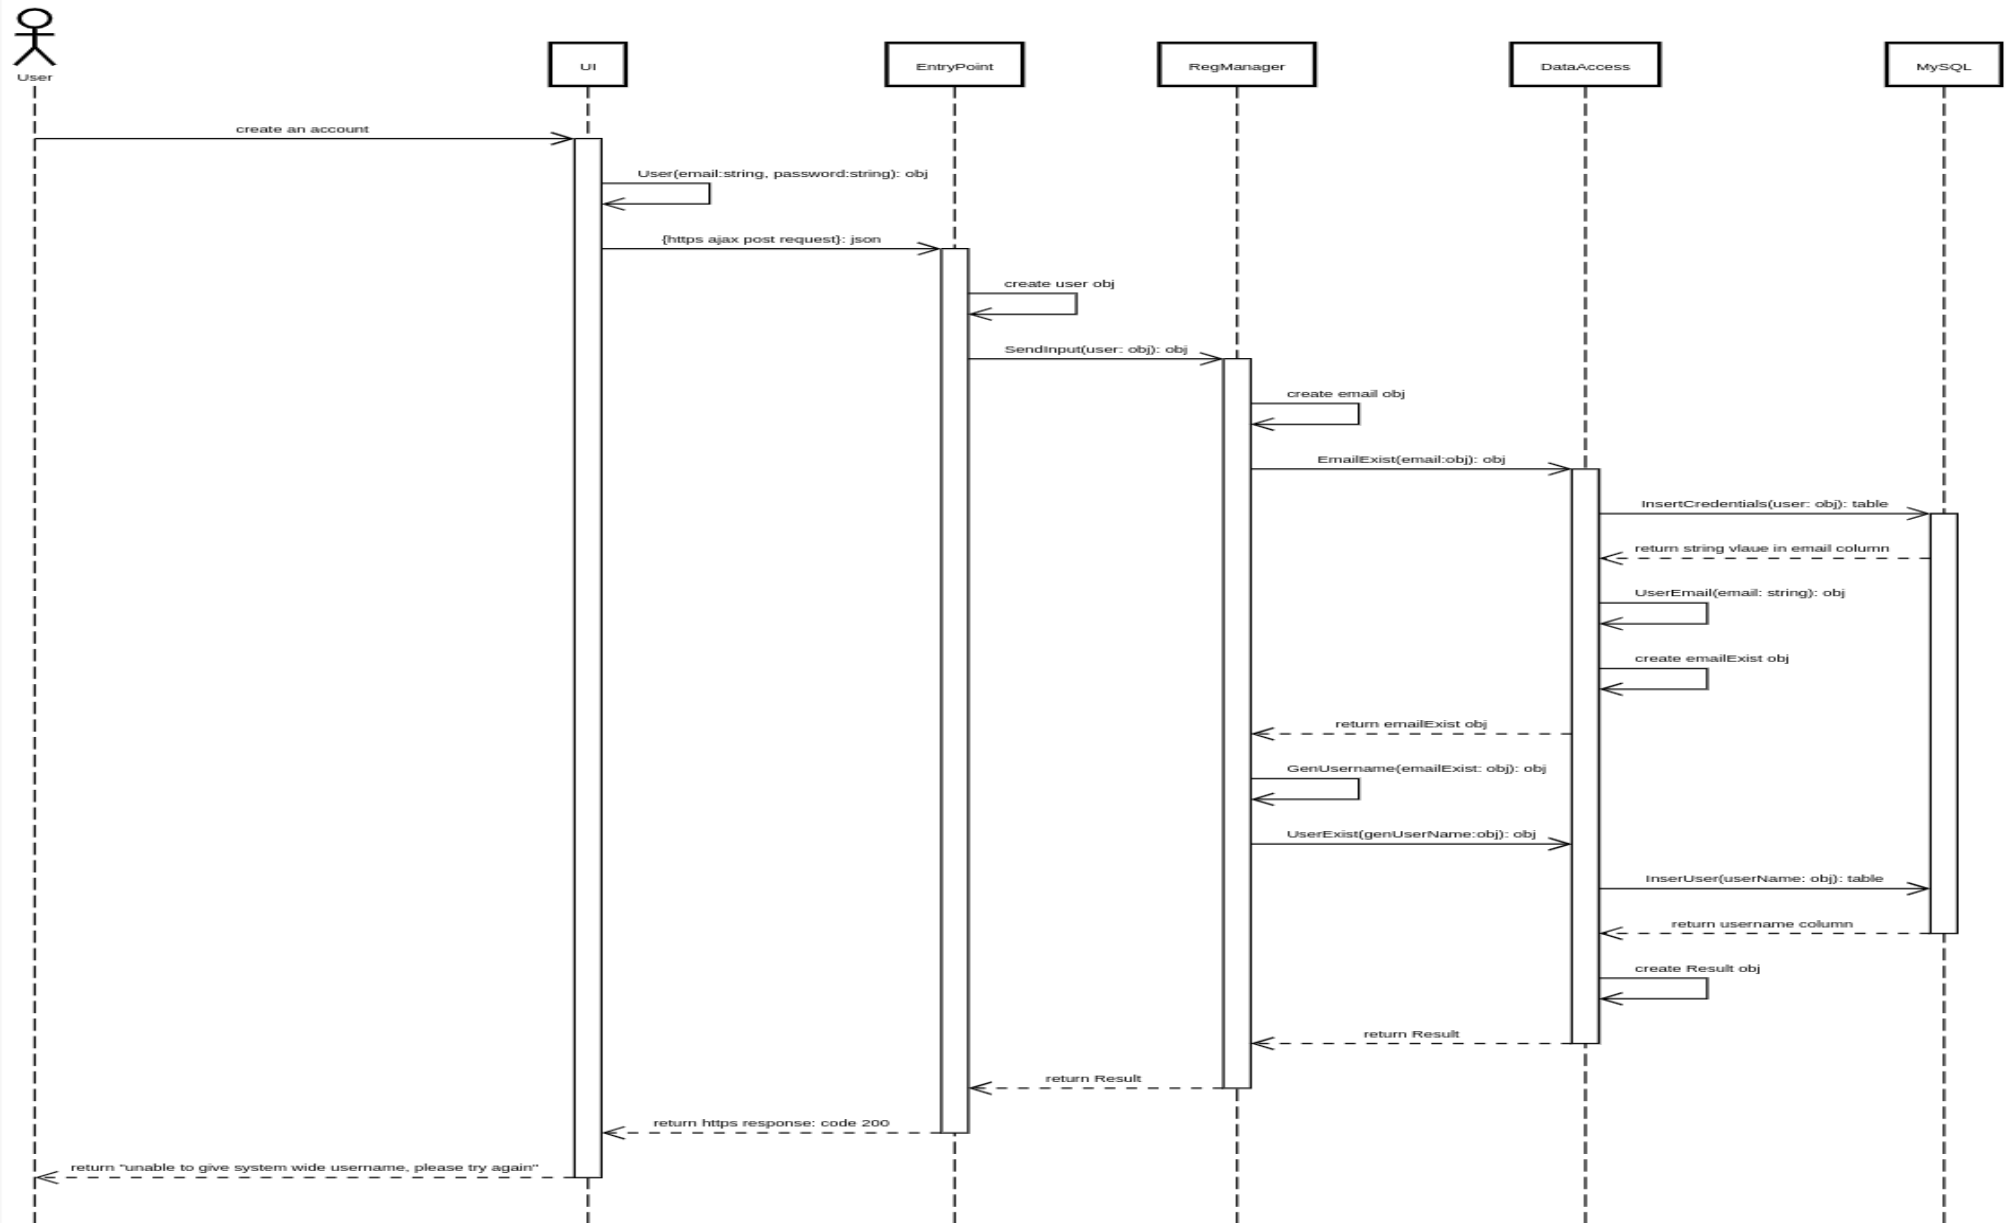 User
UI
EntryPoint
RegManager
DataAccess
MySQL
create an account
User(email:string, password:string): obj
{https ajax post request}: json
create user obj
SendInput(user: obj): obj
create email obj
EmailExist(email:obj): obj
InsertCredentials(user: obj): table
return string vlaue in email column
UserEmail(email: string): obj
create emailExist obj
return emailExist obj
GenUsername(emailExist: obj): obj
UserExist(genUserName:obj): obj
InserUser(userName: obj): table
return username column
create Result obj
return Result
return Result
return https response: code 200
return "unable to give system wide username, please try again"